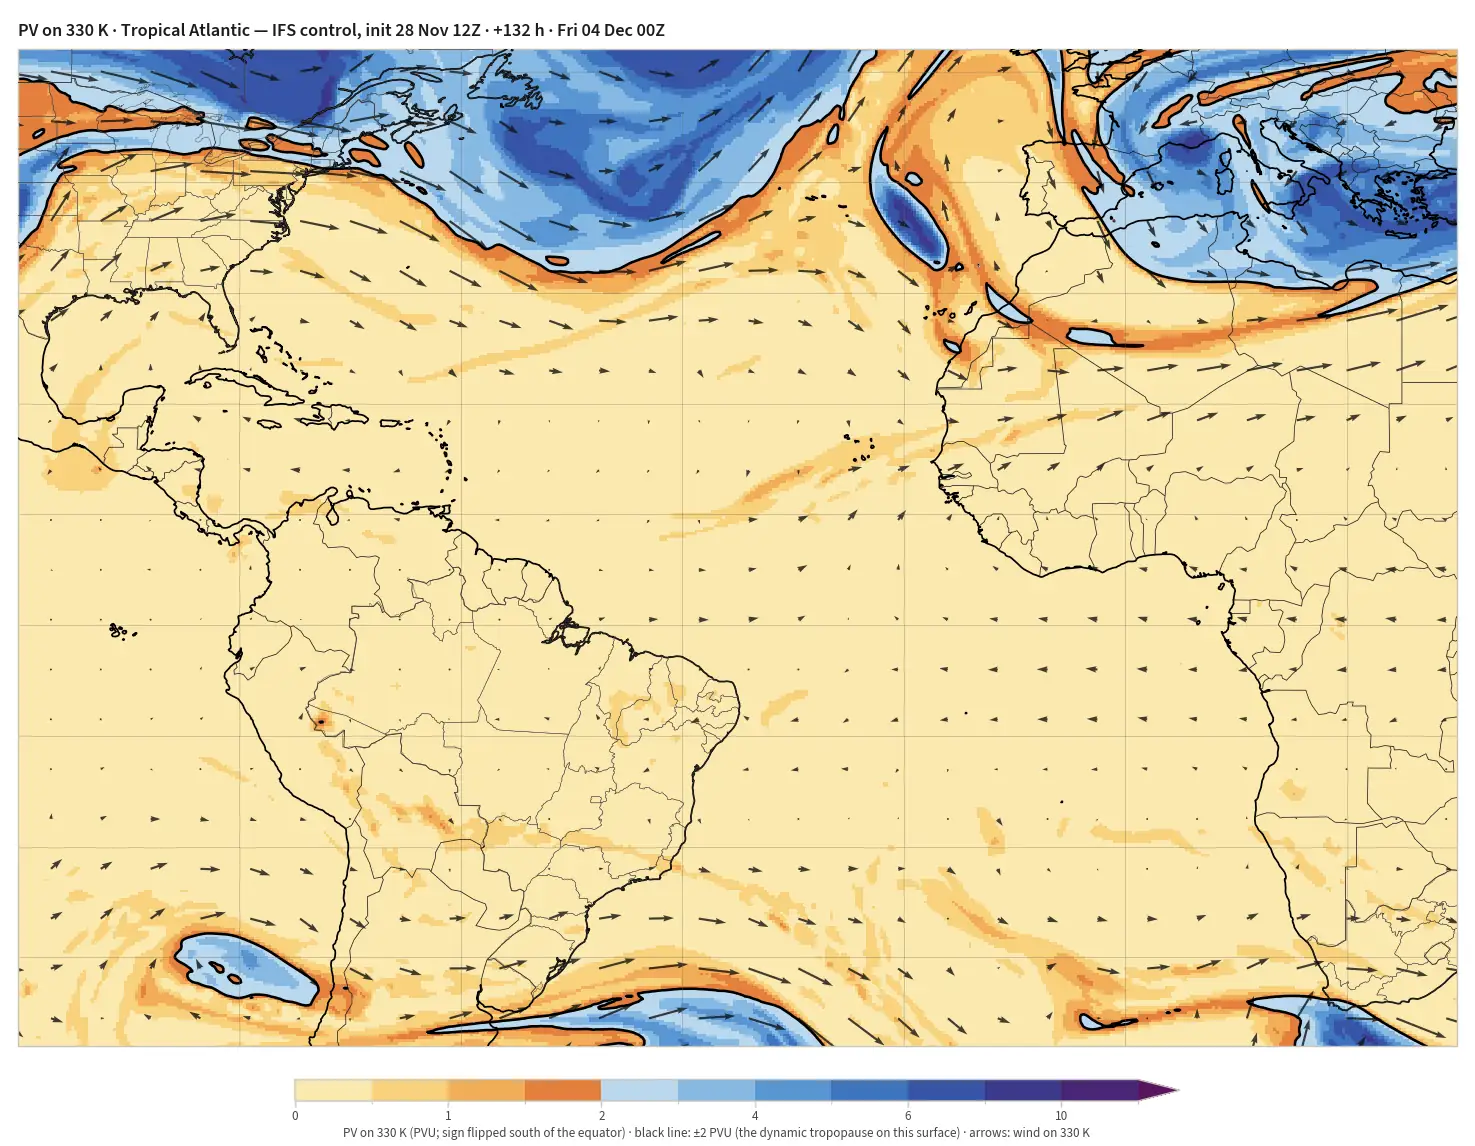 PV on 330 K · Tropical Atlantic — IFS control, init 28 Nov 12Z · +132 h · Fri 04 Dec 00Z
0 1 2 4 6 10
PV on 330 K (PVU; sign flipped south of the equator) · black line: ±2 PVU (the dynamic tropopause on this surface) · arrows: wind on 330 K